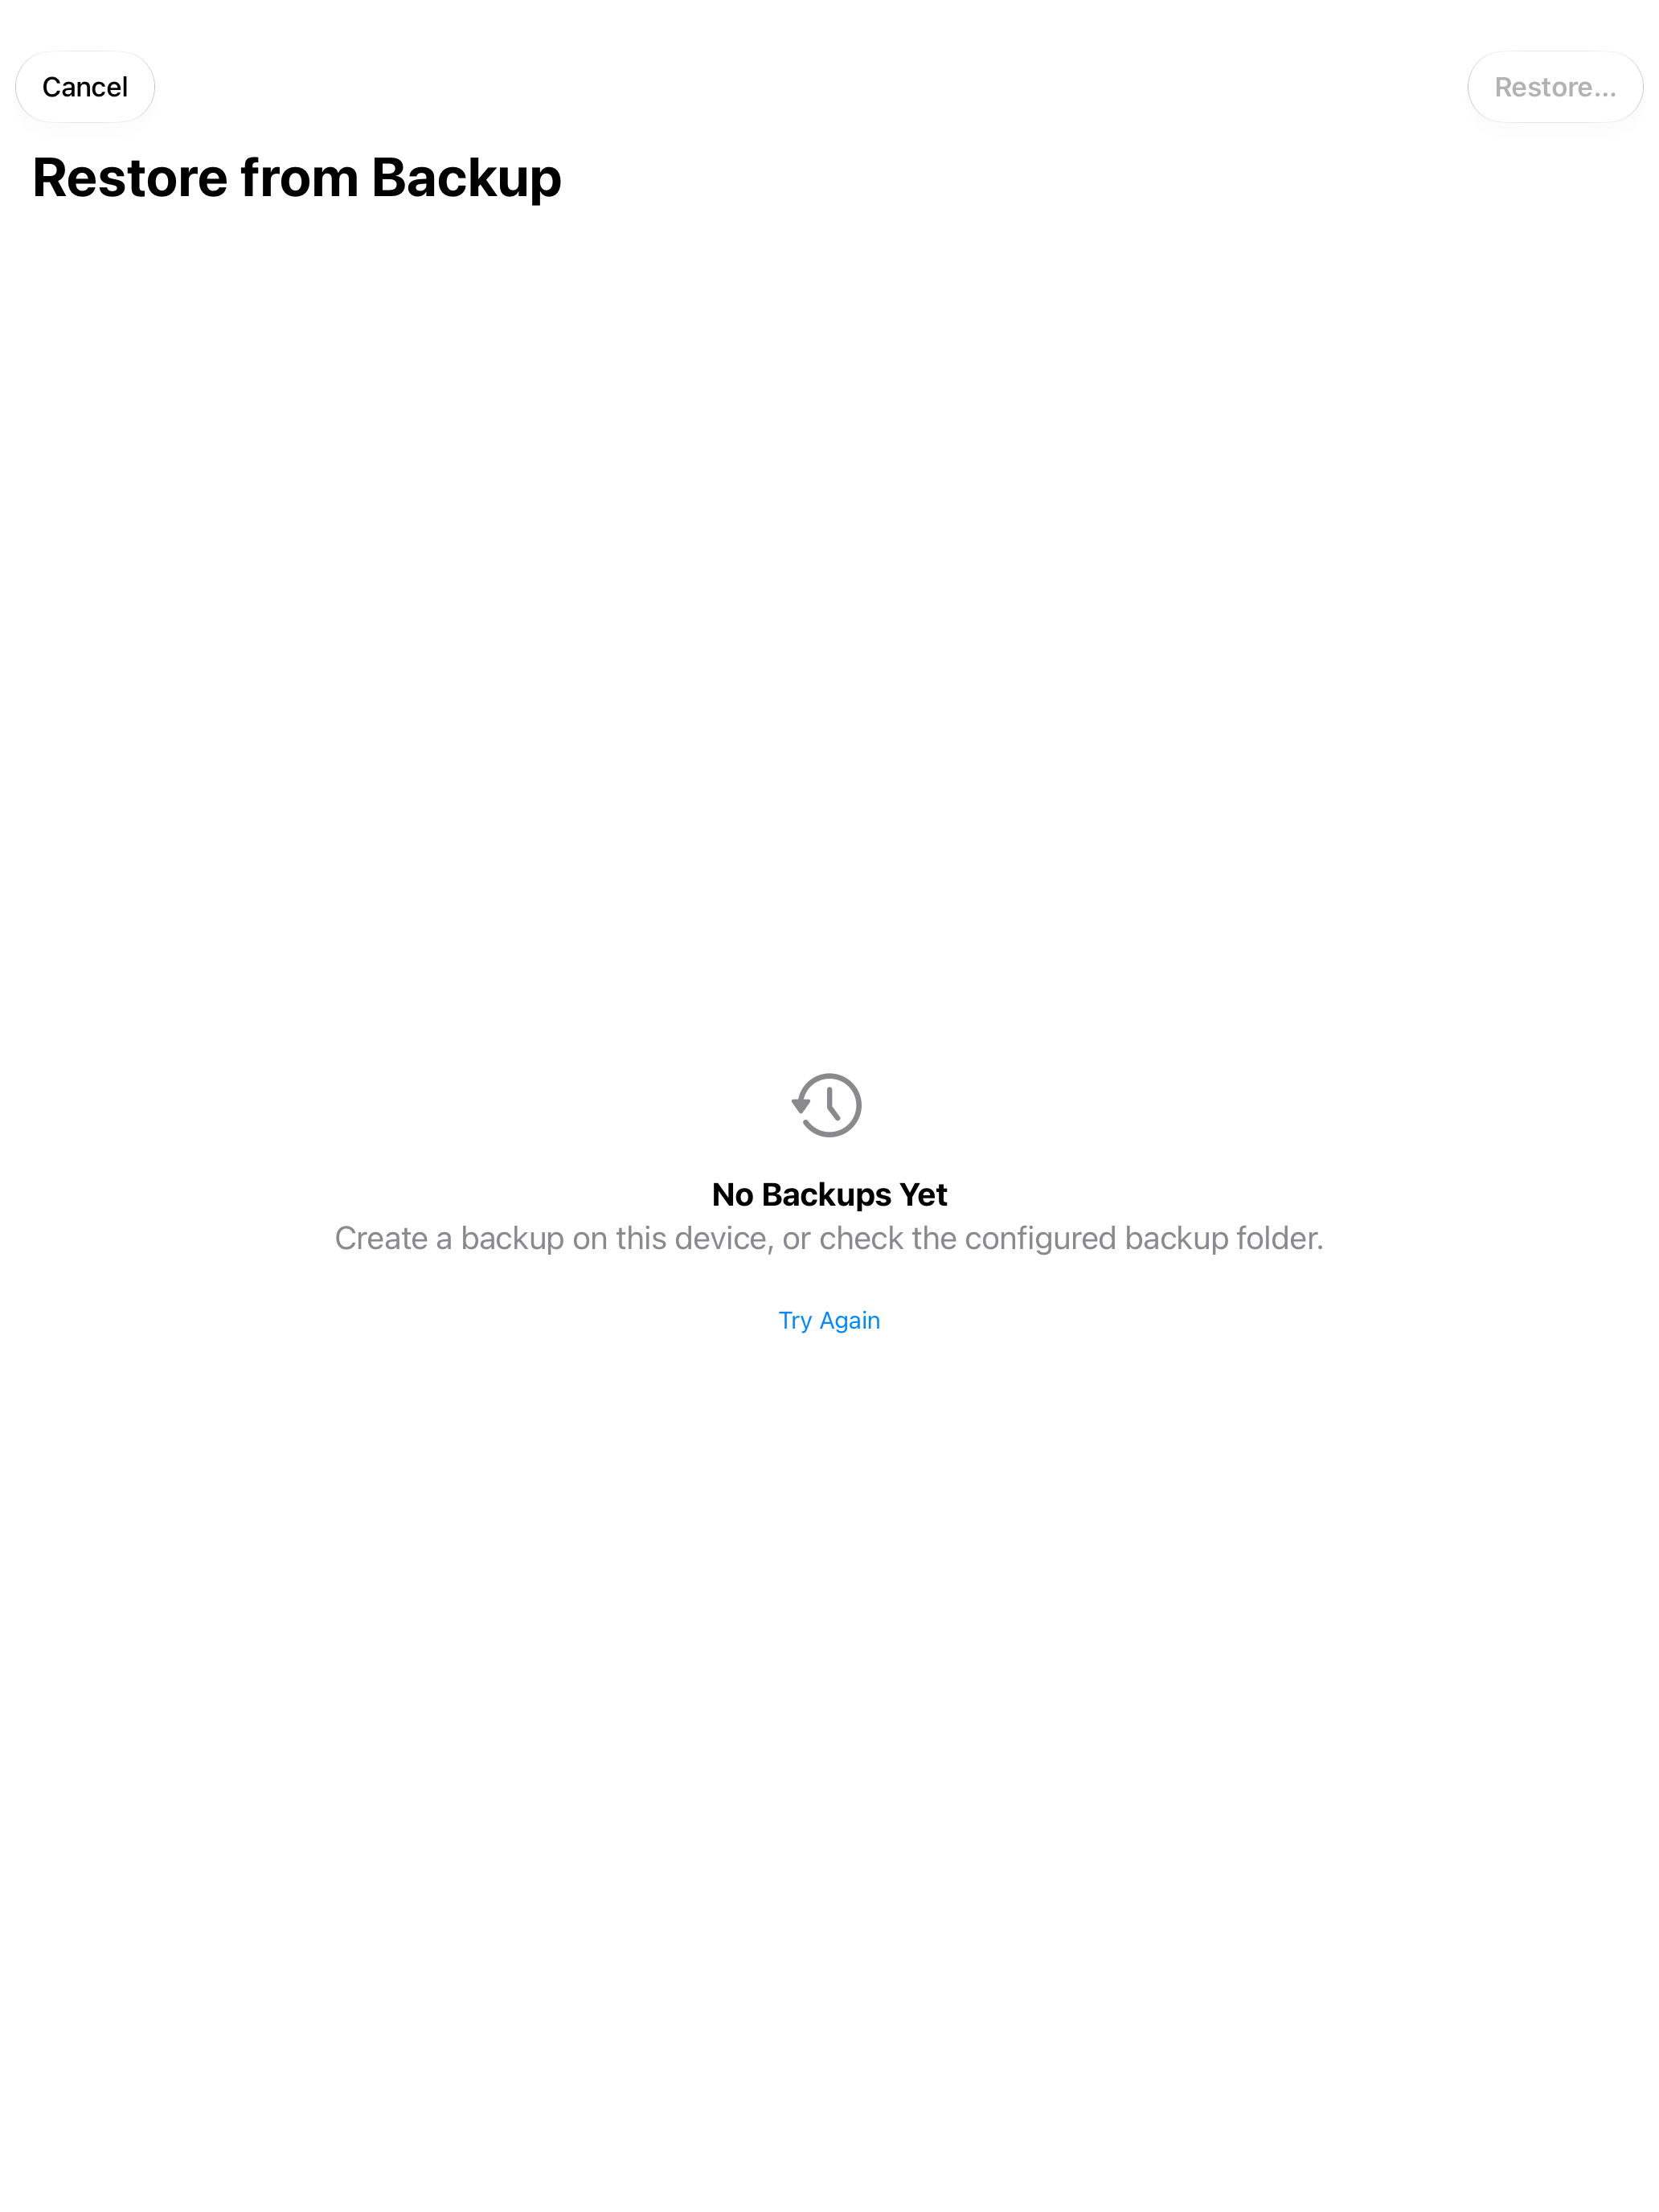 Cancel
Restore...
Restore from Backup
No Backups Yet
Create a backup on this device, or check the configured backup folder.
Try Again